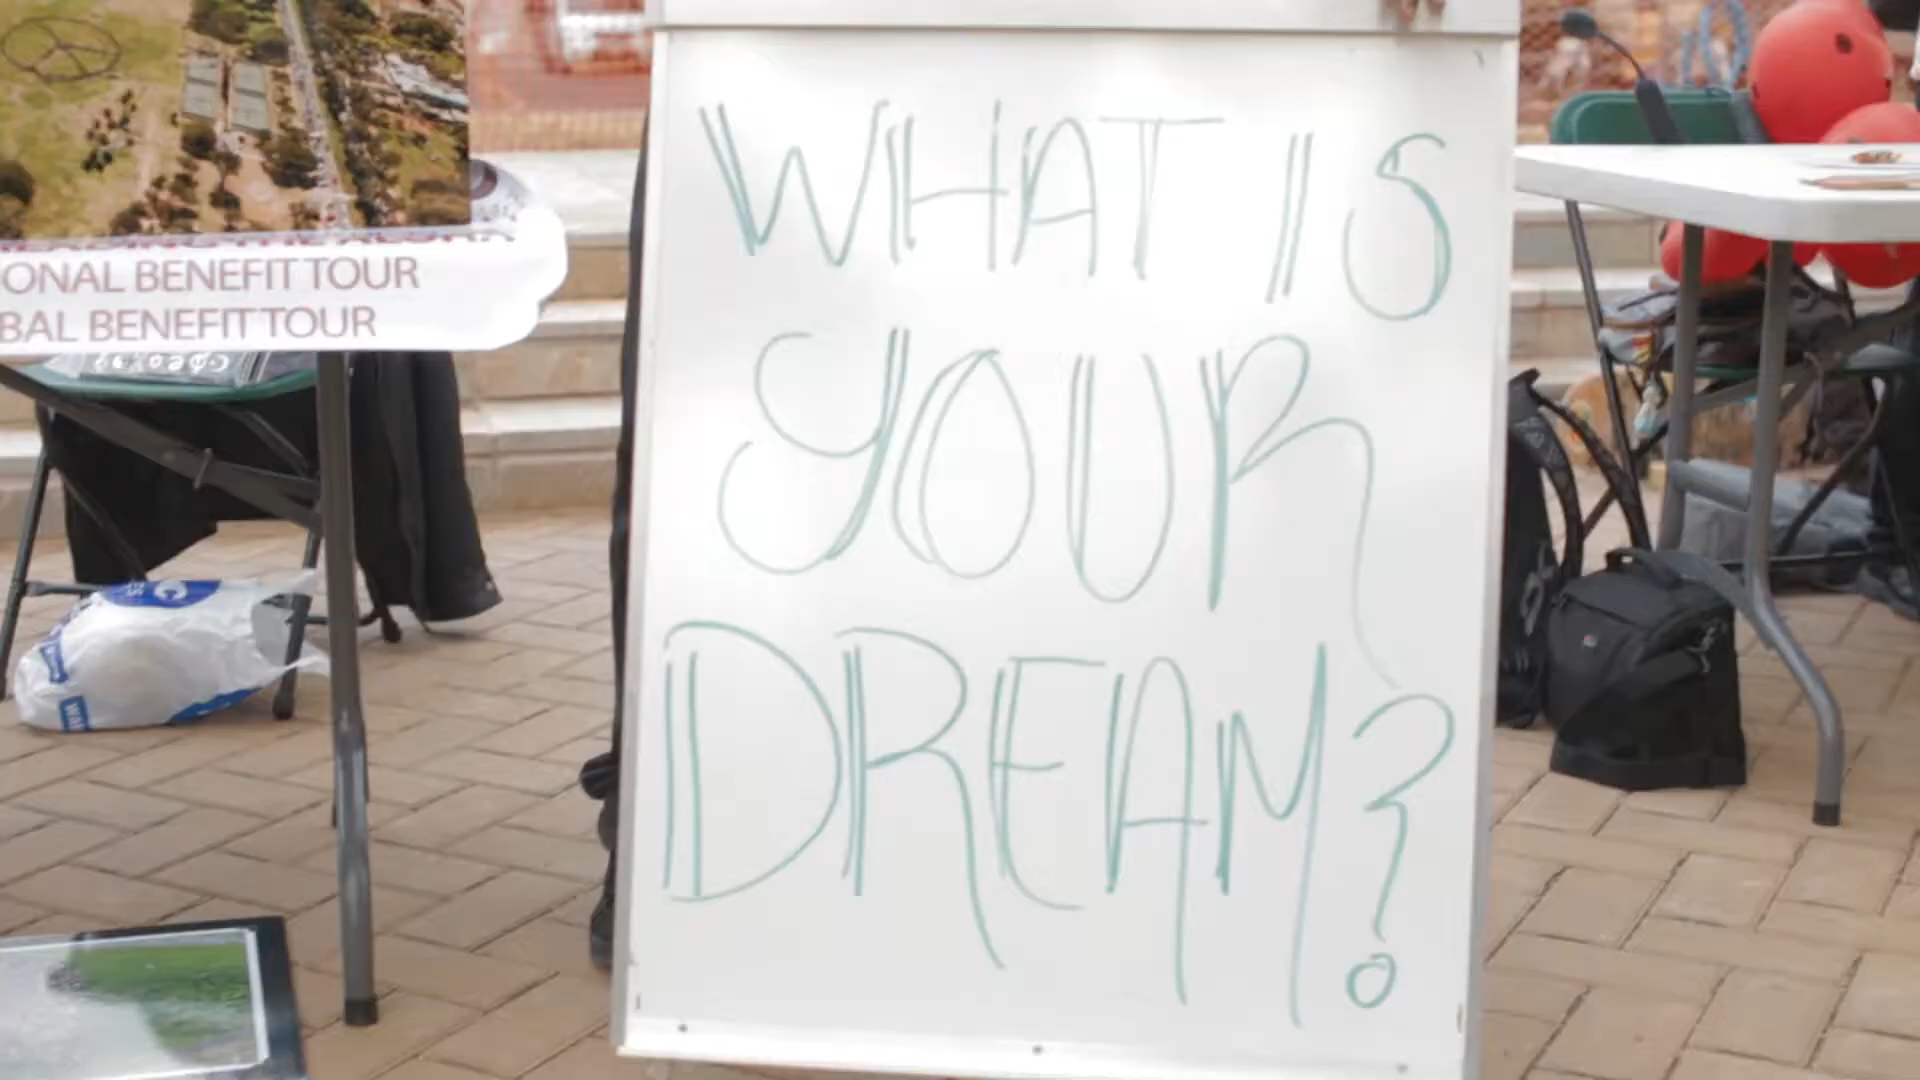 ONAL BENEFIT TOUR
BAL BENEFIT TOUR
WHAT IS
YOUR
DREAM?